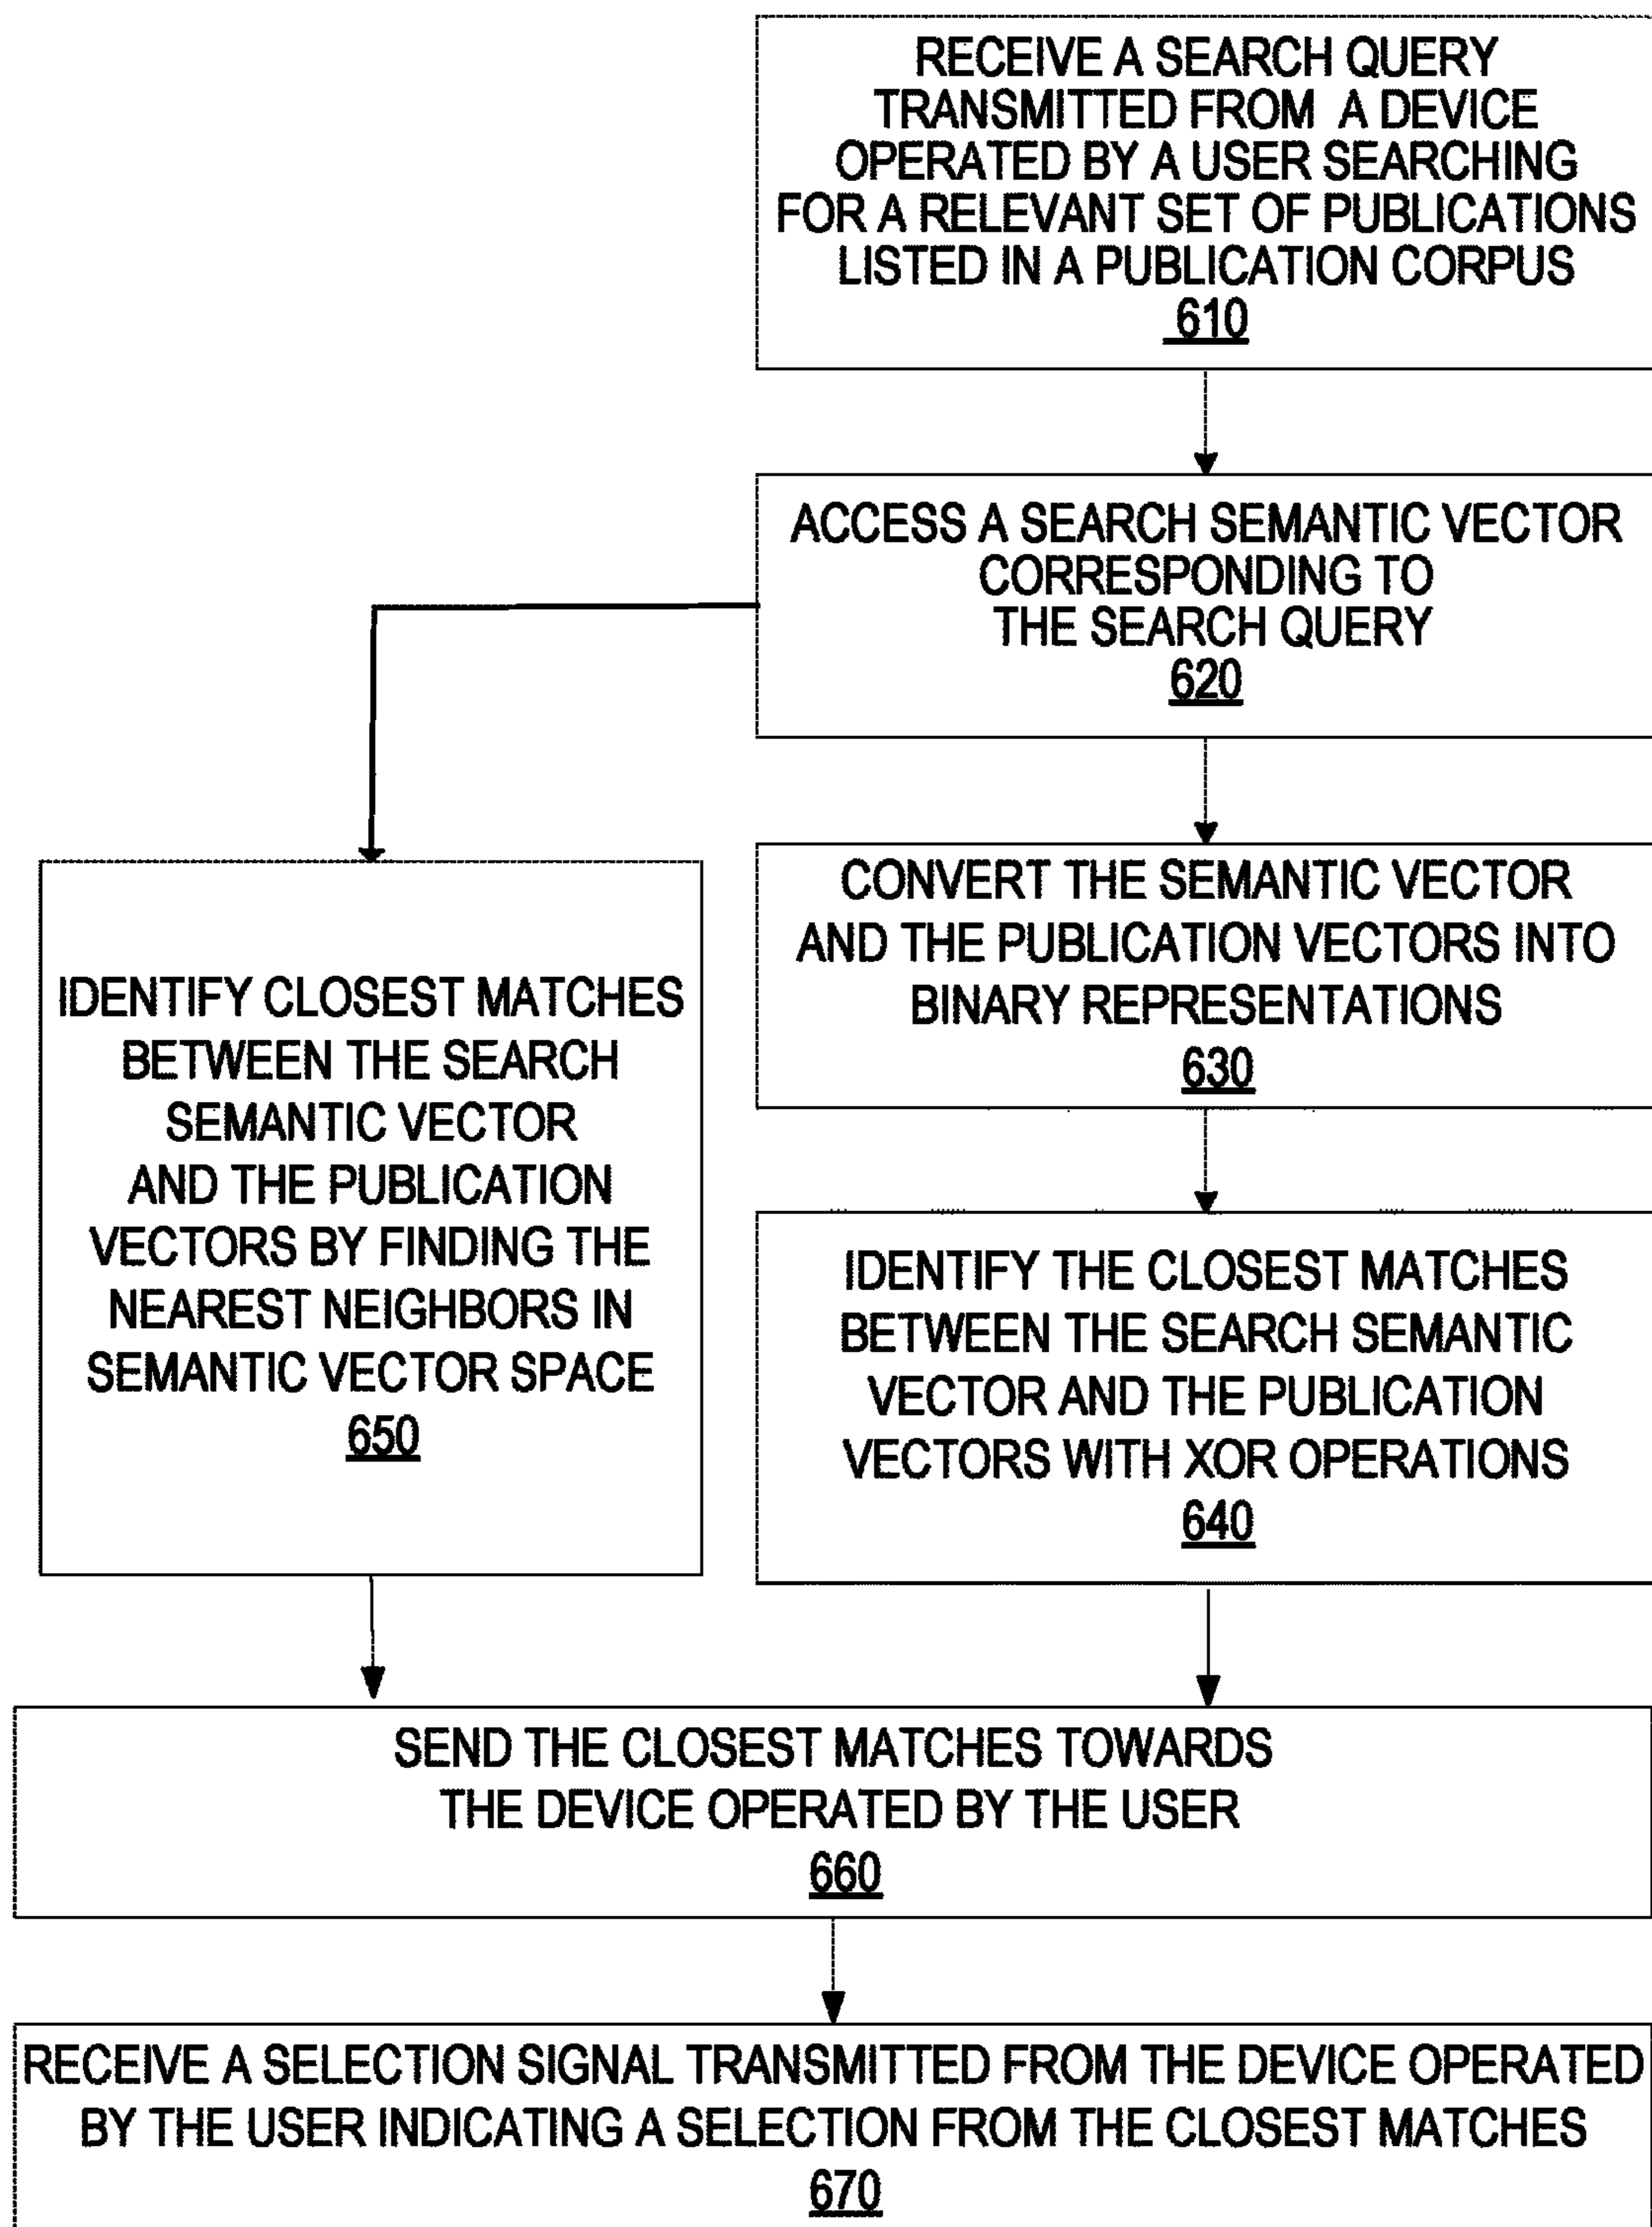 RECEIVE A SEARCH QUERY
TRANSMITTED FROM A DEVICE
OPERATED BY A USER SEARCHING
FOR A RELEVANT SET OF PUBLICATIONS
LISTED IN A PUBLICATION CORPUS
610
ACCESS A SEARCH SEMANTIC VECTOR
CORRESPONDING TO
THE SEARCH QUERY
620
CONVERT THE SEMANTIC VECTOR
AND THE PUBLICATION VECTORS INTO
BINARY REPRESENTATIONS
630
IDENTIFY THE CLOSEST MATCHES
BETWEEN THE SEARCH SEMANTIC
VECTOR AND THE PUBLICATION
VECTORS WITH XOR OPERATIONS
640
IDENTIFY CLOSEST MATCHES
BETWEEN THE SEARCH
SEMANTIC VECTOR
AND THE PUBLICATION
VECTORS BY FINDING THE
NEAREST NEIGHBORS IN
SEMANTIC VECTOR SPACE
650
SEND THE CLOSEST MATCHES TOWARDS
THE DEVICE OPERATED BY THE USER
660
RECEIVE A SELECTION SIGNAL TRANSMITTED FROM THE DEVICE OPERATED
BY THE USER INDICATING A SELECTION FROM THE CLOSEST MATCHES
670